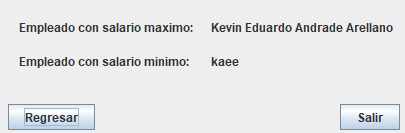 Empleado con salario maximo: Kevin Eduardo Andrade Arellano
Empleado con salario minimo: kaee
Regresar Salir